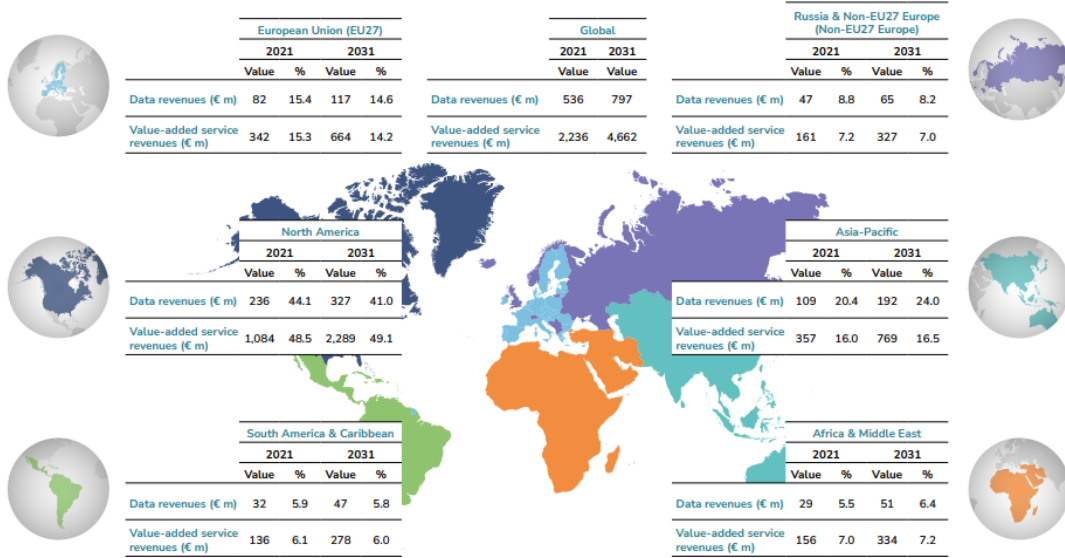 European Union (EU27)
2021 2031
Value % Value %
Data revenues (€ m) 82 15.4 117 14.6
Value-added service
revenues (€ m) 342 15.3 664 14.2
Global
2021 2031
Value Value
Data revenues (€ m) 536 797
Value-added service
revenues (€ m) 2,236 4,662
Russia & Non-EU27 Europe
(Non-EU27 Europe)
2021 2031
Value % Value %
Data revenues (€ m) 47 8.8 65 8.2
Value-added service
revenues (€ m) 161 7.2 327 7.0
North America
2021 2031
Value % Value %
Data revenues (€ m) 236 44.1 327 41.0
Value-added service
revenues (€ m) 1,084 48.5 2,289 49.1
Asia-Pacific
2021 2031
Value % Value %
Data revenues (€ m) 109 20.4 192 24.0
Value-added service
revenues (€ m) 357 16.0 769 16.5
South America & Caribbean
2021 2031
Value % Value %
Data revenues (€ m) 32 5.9 47 5.8
Value-added service
revenues (€ m) 136 6.1 278 6.0
Africa & Middle East
2021 2031
Value % Value %
Data revenues (€ m) 29 5.5 51 6.4
Value-added service
revenues (€ m) 156 7.0 334 7.2